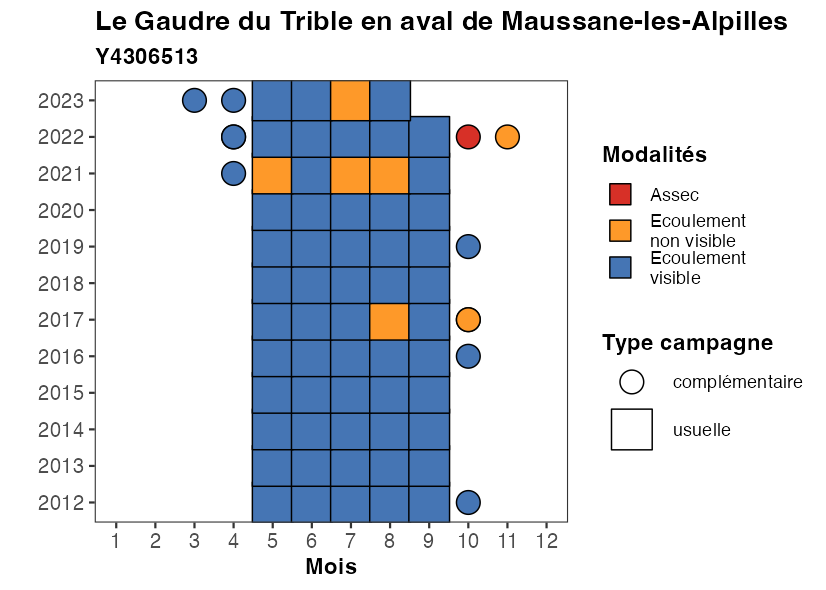 Le Gaudre du Trible en aval de Maussane-les-Alpilles
Y4306513
2023
2022
2021
2020
2019
2018
2017
2016
2015
2014
2013
2012
1 2 3 4 5 6 7 8 9 10 11 12
Mois
Modalités
Assec
Ecoulement
non visible
Ecoulement
visible
Type campagne
complémentaire
usuelle